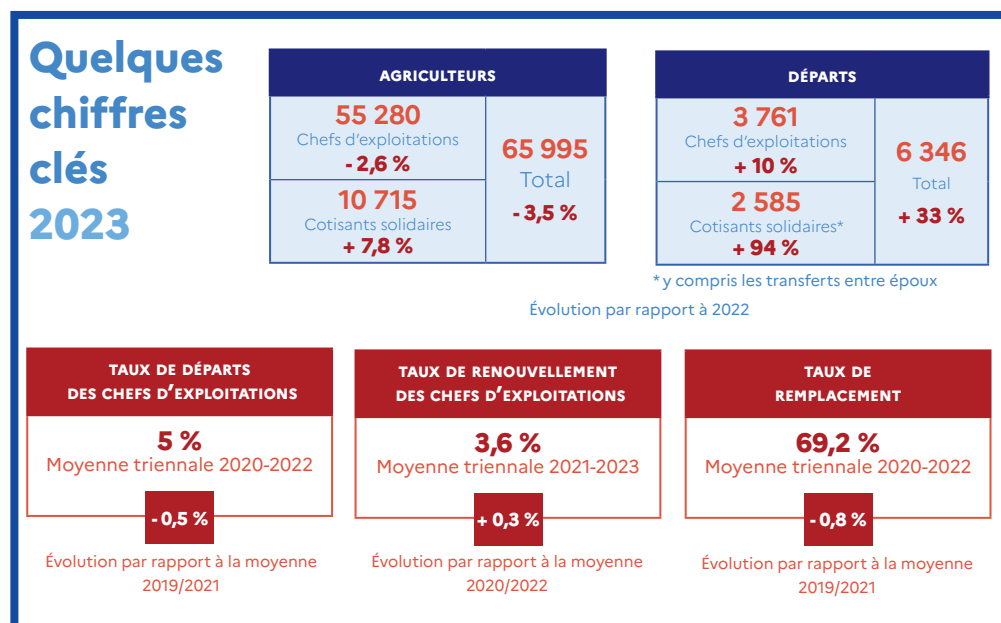 Quelques
chiffres
clés
2023
AGRICULTEURS
55 280
Chefs d'exploitations
- 2,6 %
10 715
Cotisants solidaires
+ 7,8 %
65 995
Total
- 3,5 %
DÉPARTS
3 761
Chefs d'exploitations
+ 10 %
2 585
Cotisants solidaires*
+ 94 %
6 346
Total
+ 33 %
* y compris les transferts entre époux
Évolution par rapport à 2022
TAUX DE DÉPARTS
DES CHEFS D'EXPLOITATIONS
5 %
Moyenne triennale 2020-2022
- 0,5 %
Évolution par rapport à la moyenne
2019/2021
TAUX DE RENOUVELLEMENT
DES CHEFS D'EXPLOITATIONS
3,6 %
Moyenne triennale 2021-2023
+ 0,3 %
Évolution par rapport à la moyenne
2020/2022
TAUX DE
REMPLACEMENT
69,2 %
Moyenne triennale 2020-2022
- 0,8 %
Évolution par rapport à la moyenne
2019/2021